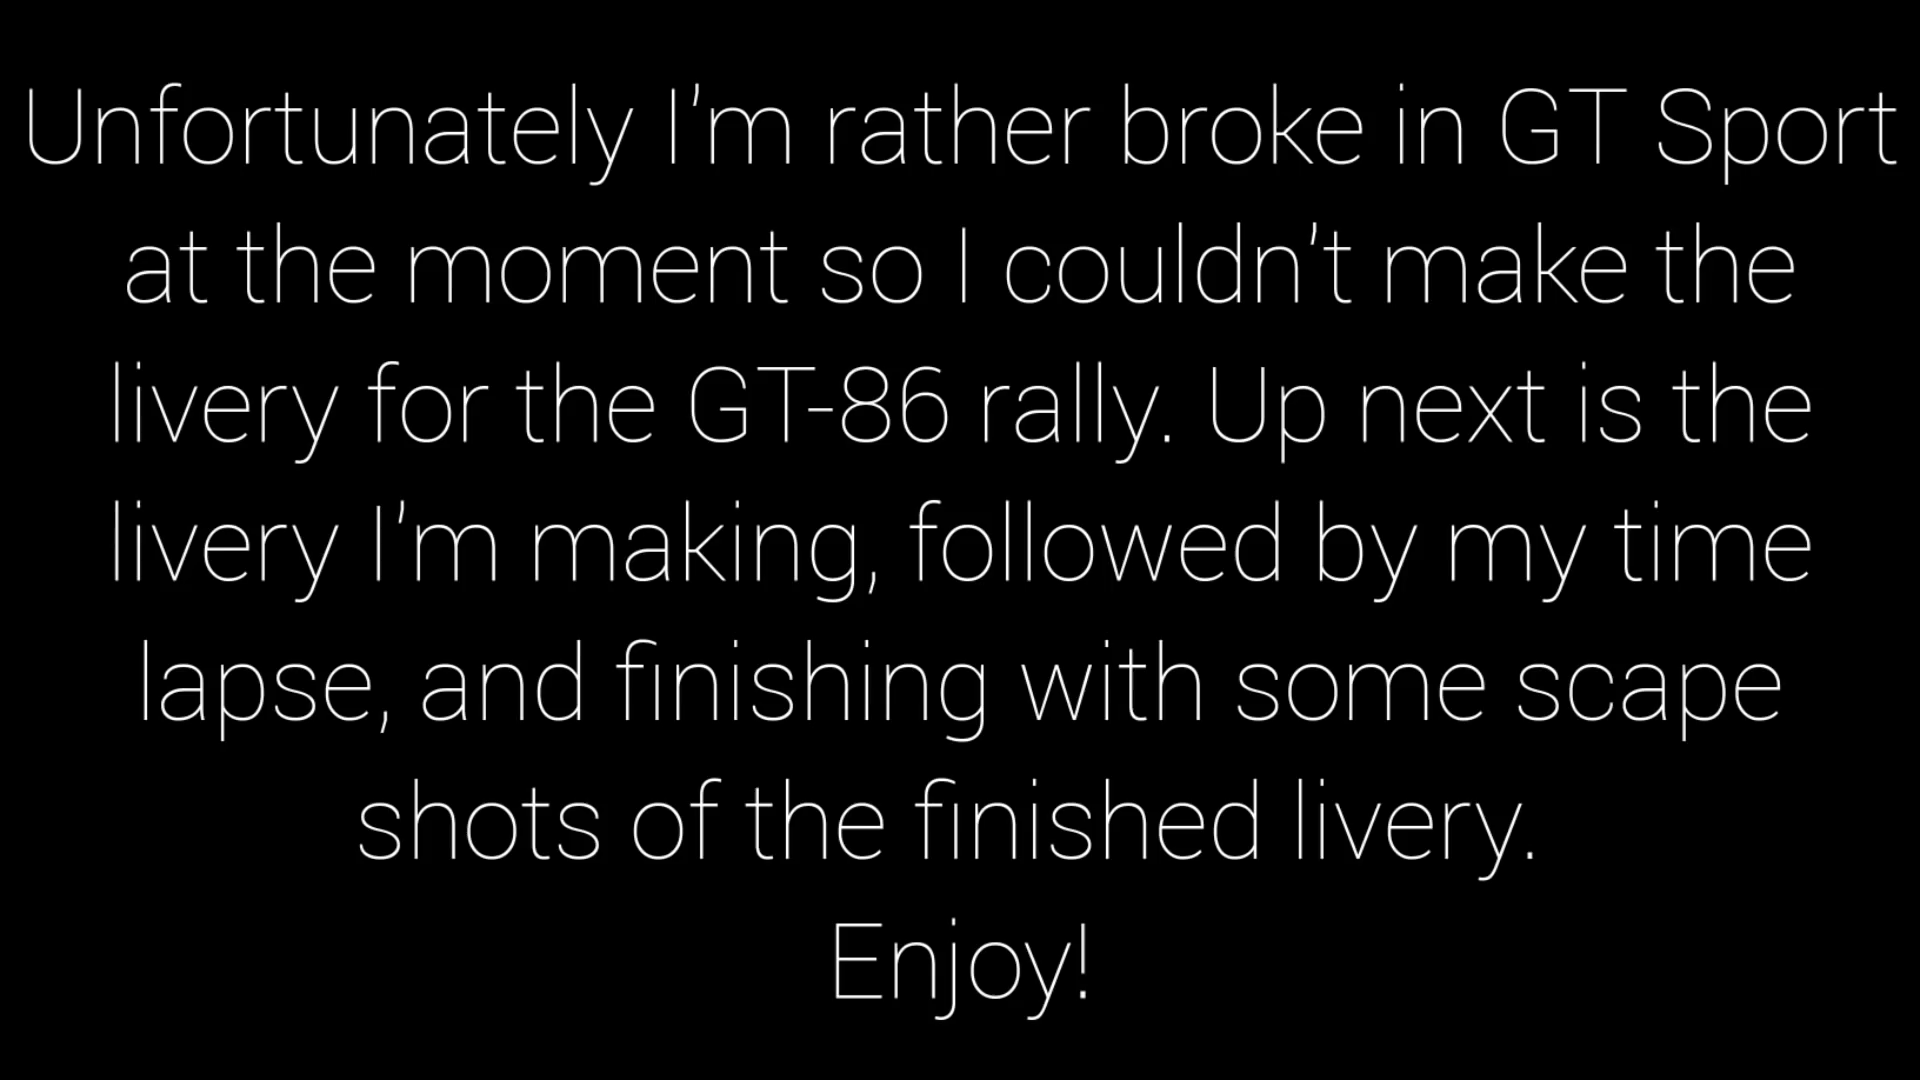 Unfortunately I'm rather broke in GT Sport
at the moment so I couldn't make the
livery for the GT-86 rally. Up next is the
livery I'm making, followed by my time
lapse, and finishing with some scape
shots of the finished livery.
Enjoy!